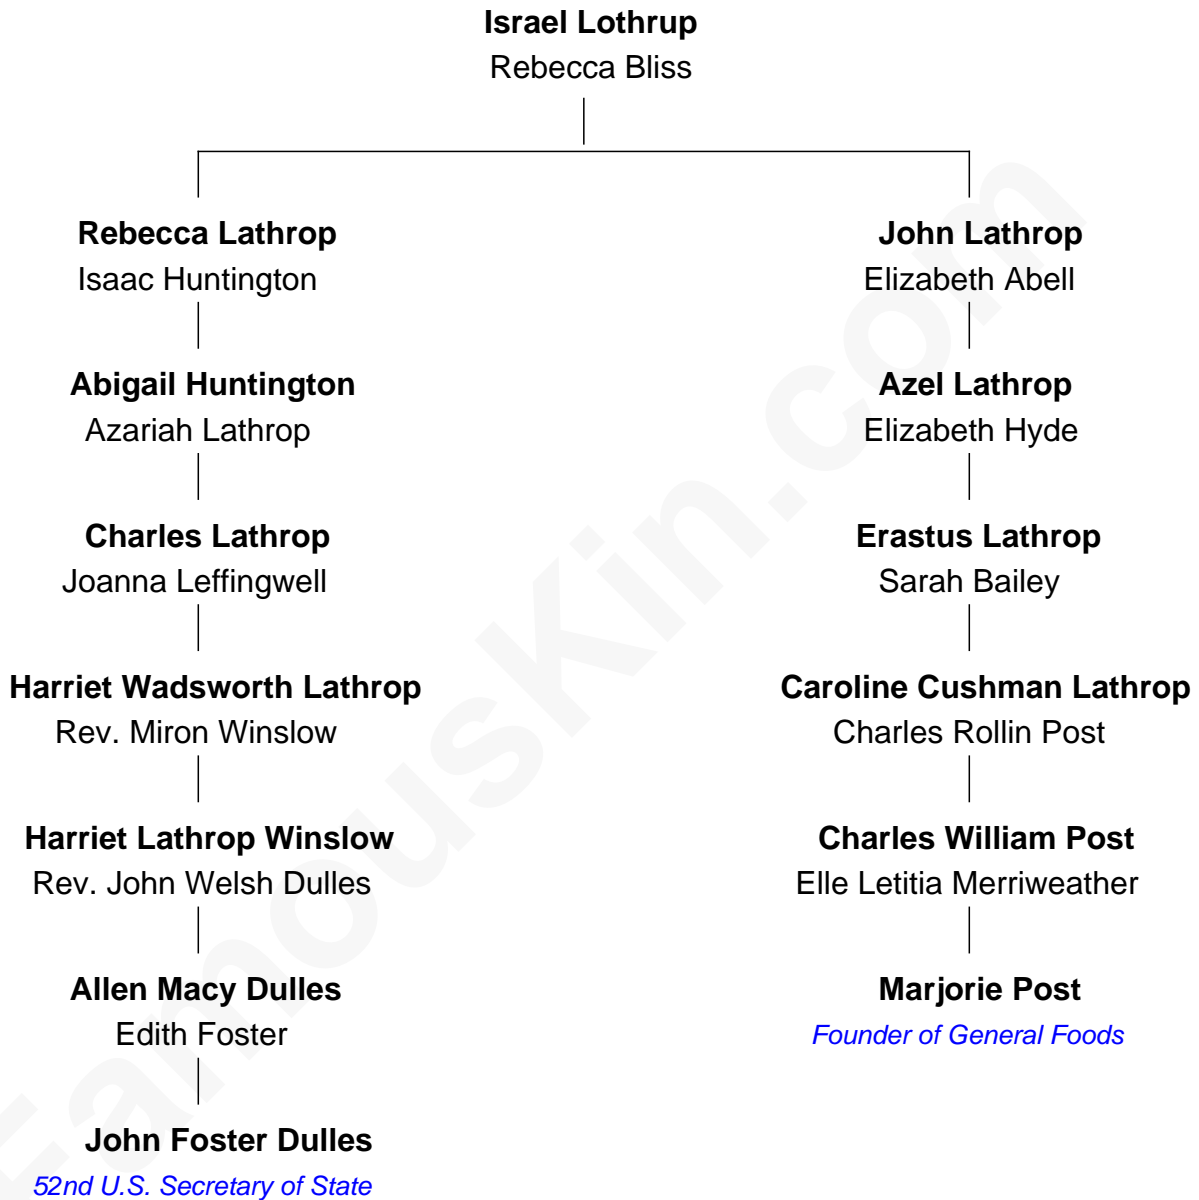 Israel Lothrup
Rebecca Bliss
Rebecca Lathrop
Isaac Huntington
John Lathrop
Elizabeth Abell
Abigail Huntington
Azariah Lathrop
Azel Lathrop
Elizabeth Hyde
Charles Lathrop
Joanna Leffingwell
Erastus Lathrop
Sarah Bailey
Harriet Wadsworth Lathrop
Rev. Miron Winslow
Caroline Cushman Lathrop
Charles Rollin Post
Harriet Lathrop Winslow
Rev. John Welsh Dulles
Charles William Post
Elle Letitia Merriweather
Allen Macy Dulles
Edith Foster
Marjorie Post
Founder of General Foods
John Foster Dulles
52nd U.S. Secretary of State
FamousKin.com